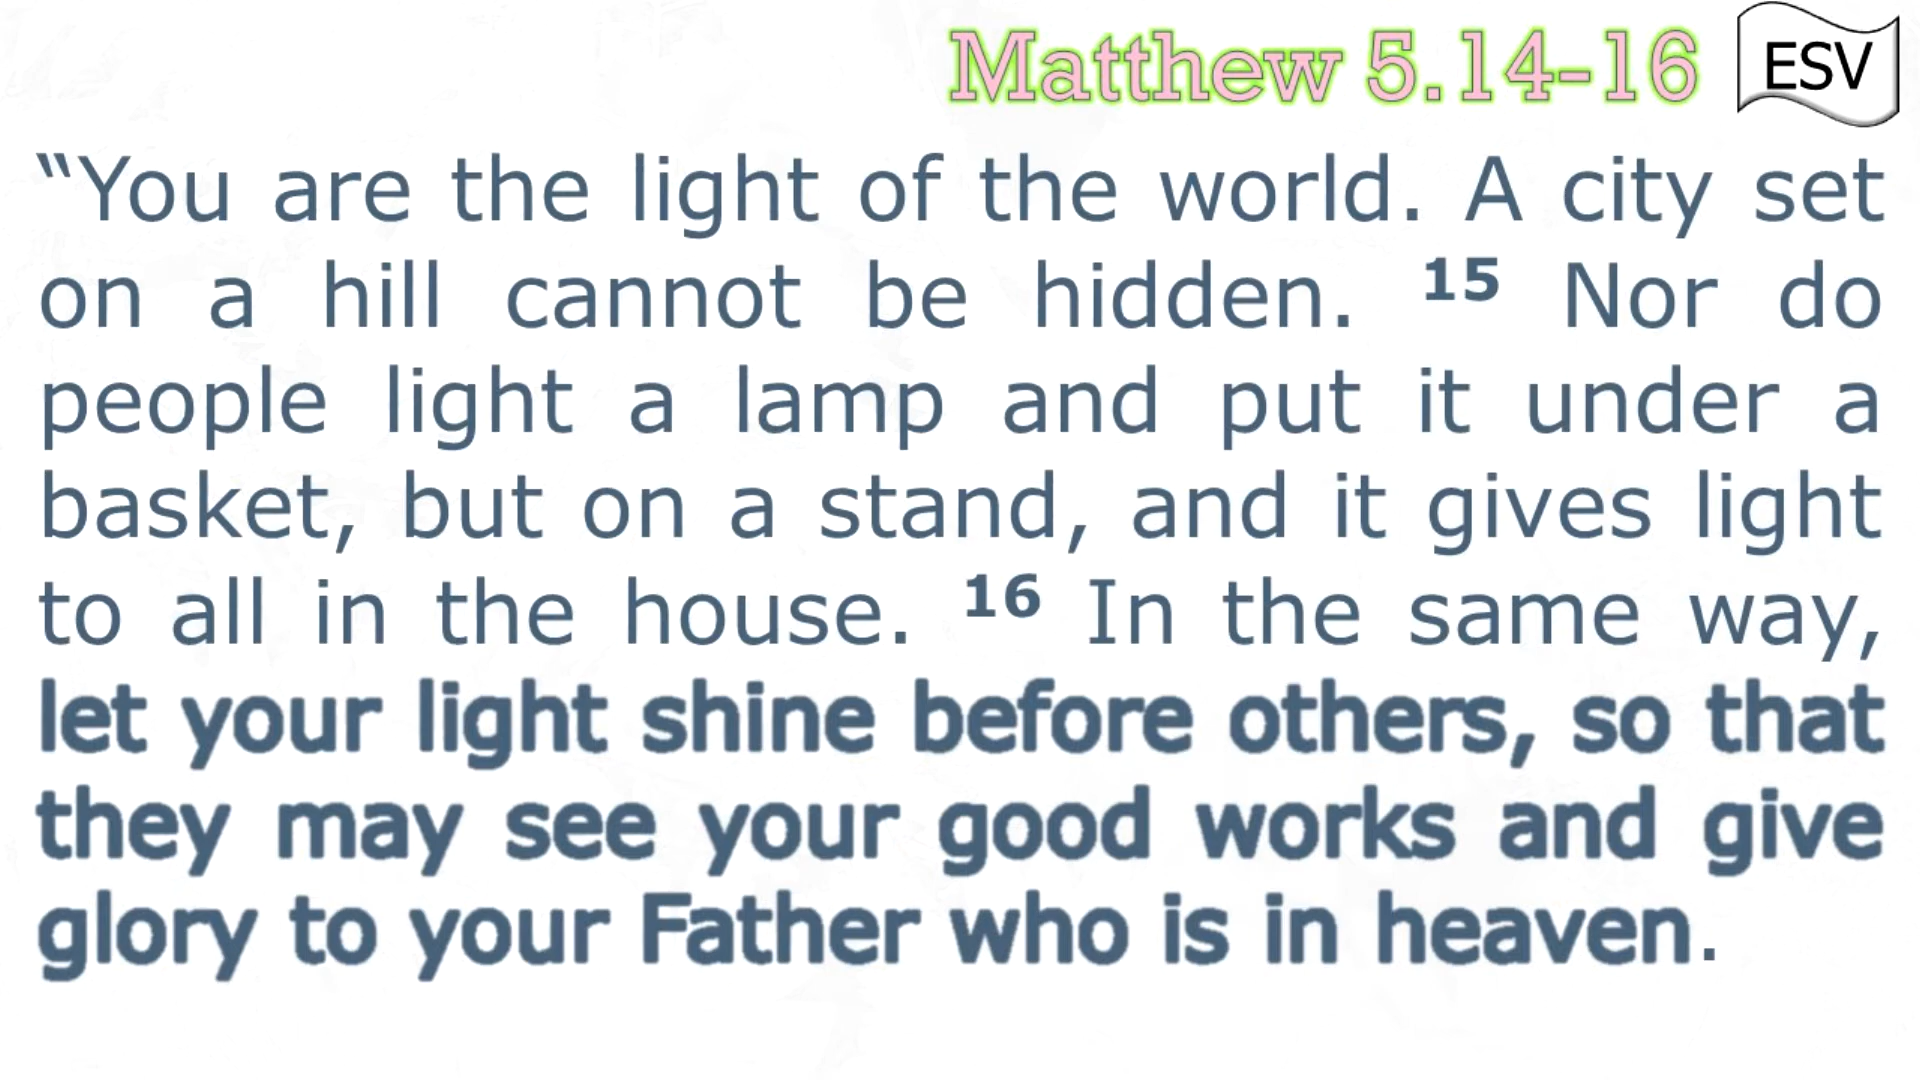 Matthew 5.14-16 ESV
“You are the light of the world. A city set
on a hill cannot be hidden. 15 Nor do
people light a lamp and put it under a
basket, but on a stand, and it gives light
to all in the house. 16 In the same way,
let your light shine before others, so that
they may see your good works and give
glory to your Father who is in heaven.